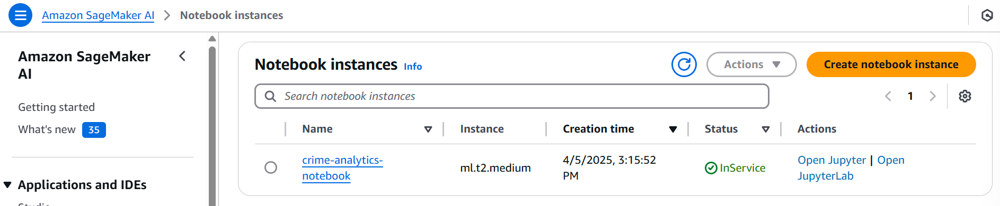 Amazon SageMaker AI > Notebook instances
Amazon SageMaker
AI
Getting started
What's new 35
Applications and IDEs
Studio
Notebook instances Info
Actions
Create notebook instance
Search notebook instances
1
Name Instance Creation time Status Actions
crime-analytics-
notebook
ml.t2.medium
4/5/2025, 3:15:52
PM
InService
Open Jupyter | Open
JupyterLab